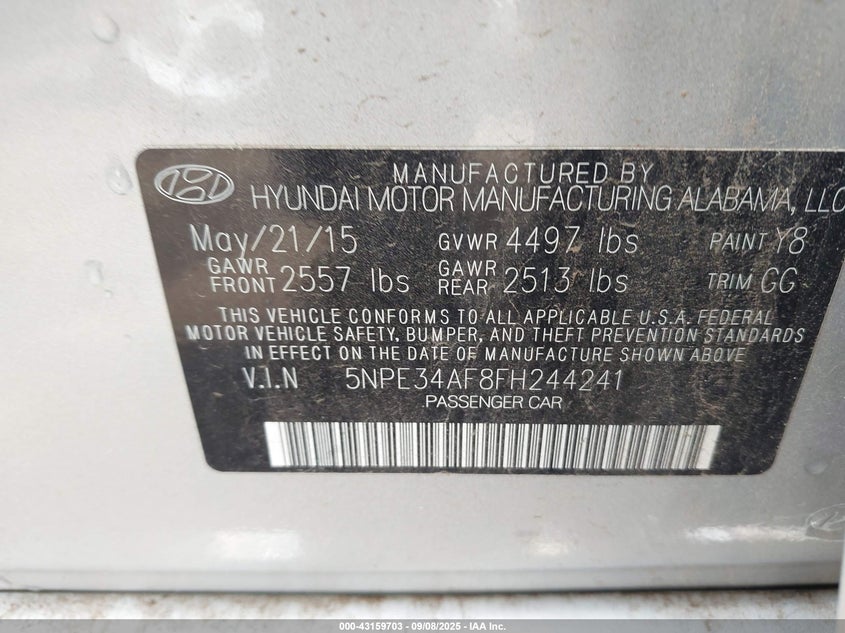 MANUFACTURED BY
HYUNDAI MOTOR MANUFACTURING ALABAMA, LLC
May/21/15 GVWR 4497 lbs PAINT Y8
GAWR FRONT 2557 lbs GAWR REAR 2513 lbs TRIM GG
THIS VEHICLE CONFORMS TO ALL APPLICABLE U.S.A. FEDERAL
MOTOR VEHICLE SAFETY, BUMPER, AND THEFT PREVENTION STANDARDS
IN EFFECT ON THE DATE OF MANUFACTURE SHOWN ABOVE
V.I.N 5NPE34AF8FH244241
PASSENGER CAR
000-43159703 - 09/08/2025 - IAA Inc.